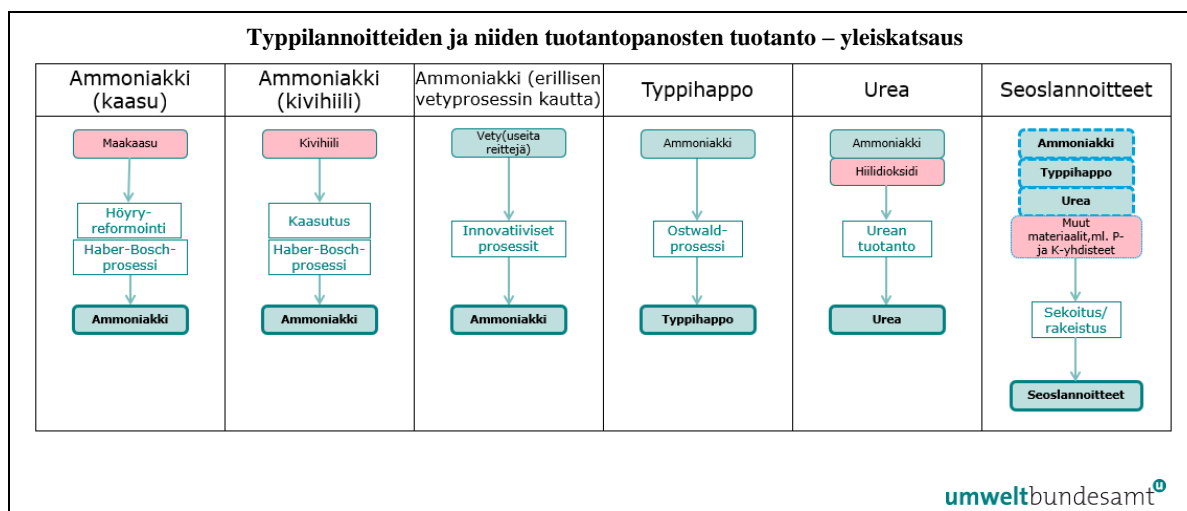 Typpilannoitteiden ja niiden tuotantopanosten tuotanto – yleiskatsaus
Ammoniakki
(kaasu)
Maakaasu
Höyry-
reformointi
Haber-Bosch-
prosessi
Ammoniakki
Ammoniakki
(kivihiili)
Kivihiili
Kaasutus
Haber-Bosch-
prosessi
Ammoniakki
Ammoniakki (erillisen
vetyprosessin kautta)
Vety(useita
reittejä)
Innovatiiviset
prosessit
Ammoniakki
Typpihappo
Ammoniakki
Ostwald-
prosessi
Typpihappo
Urea
Ammoniakki
Hiilidioksidi
Urean
tuotanto
Urea
Seoslannoitteet
Ammoniakki
Typpihappo
Urea
Muut
materiaalit,ml. P-
ja K-yhdisteet
Sekoitus/
rakeistus
Seoslannoitteet
umweltbundesamt
u